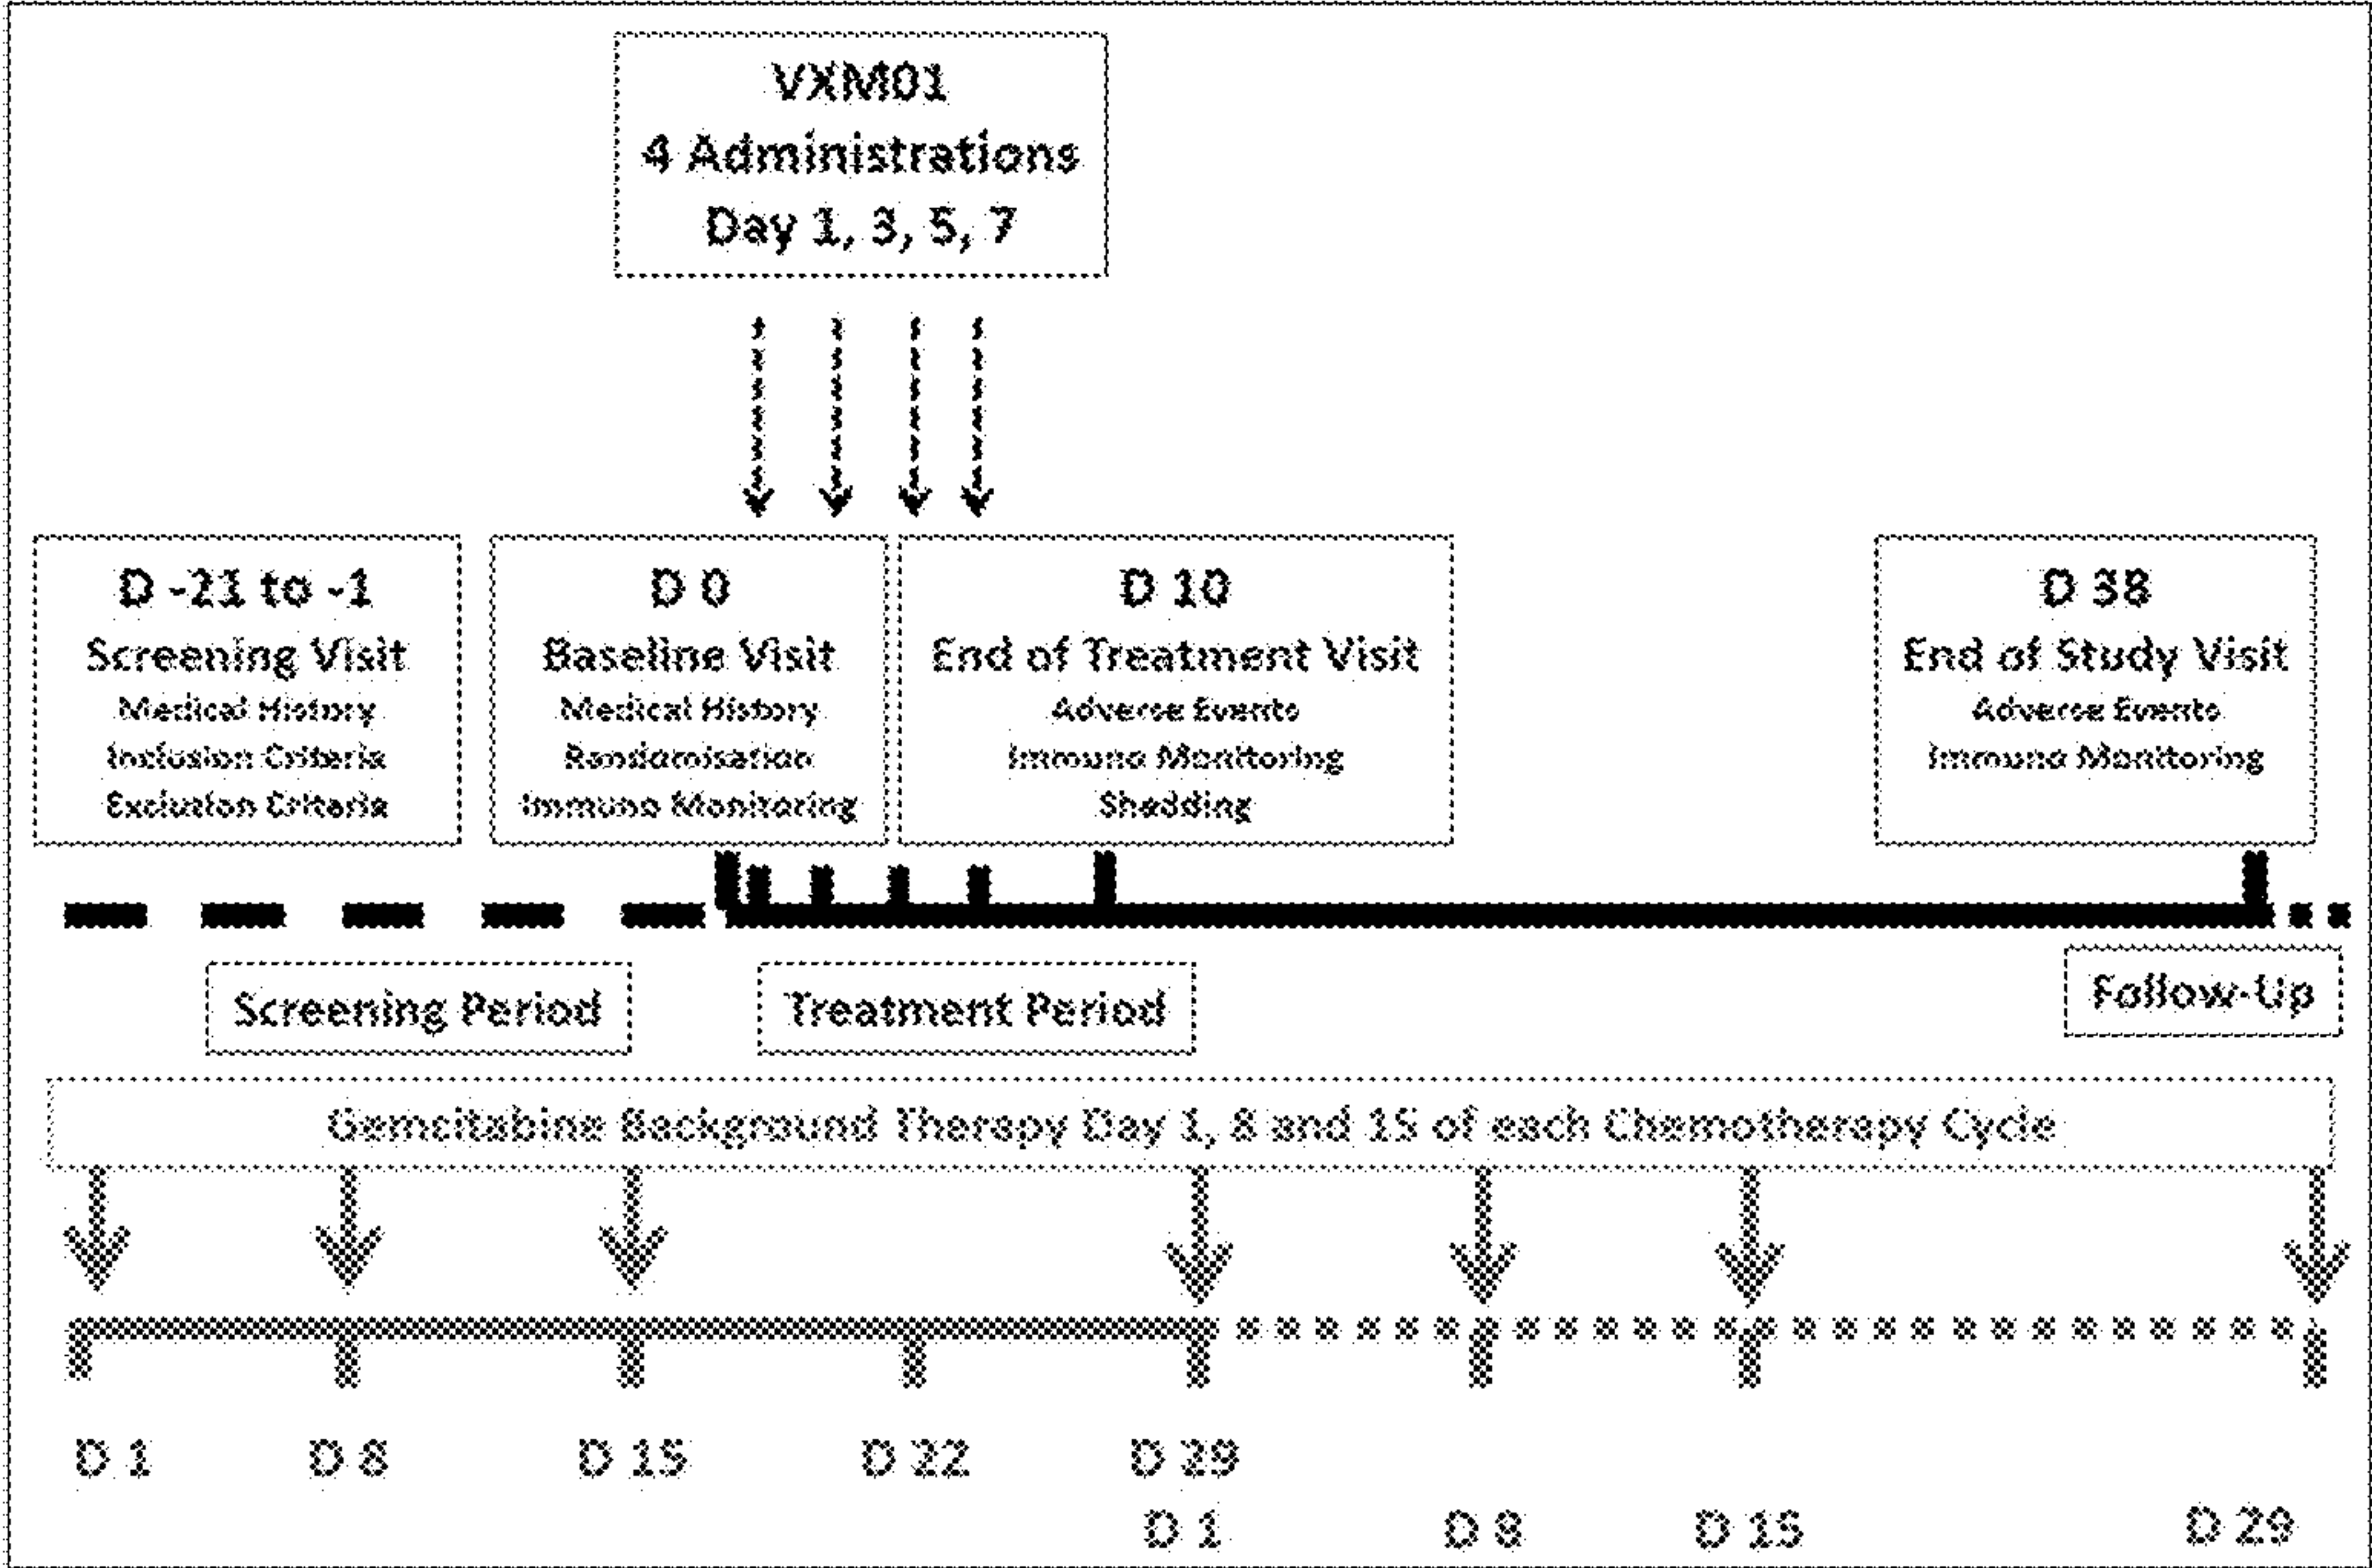 VXM01
4 Administrations
Day 1, 3, 5, 7
D -21 to -1
Screening Visit
Medical History
Inclusion Criteria
Exclusion Criteria
D 0
Baseline Visit
Medical History
Randomisation
Immuno Monitoring
D 10
End of Treatment Visit
Adverse Events
Immuno Monitoring
Shedding
D 38
End of Study Visit
Adverse Events
Immuno Monitoring
Screening Period
Treatment Period
Follow-Up
Gemcitabine Background Therapy Day 1, 8 and 15 of each Chemotherapy Cycle
D 1
D 8
D 15
D 22
D 29
D 1
D 8
D 15
D 29